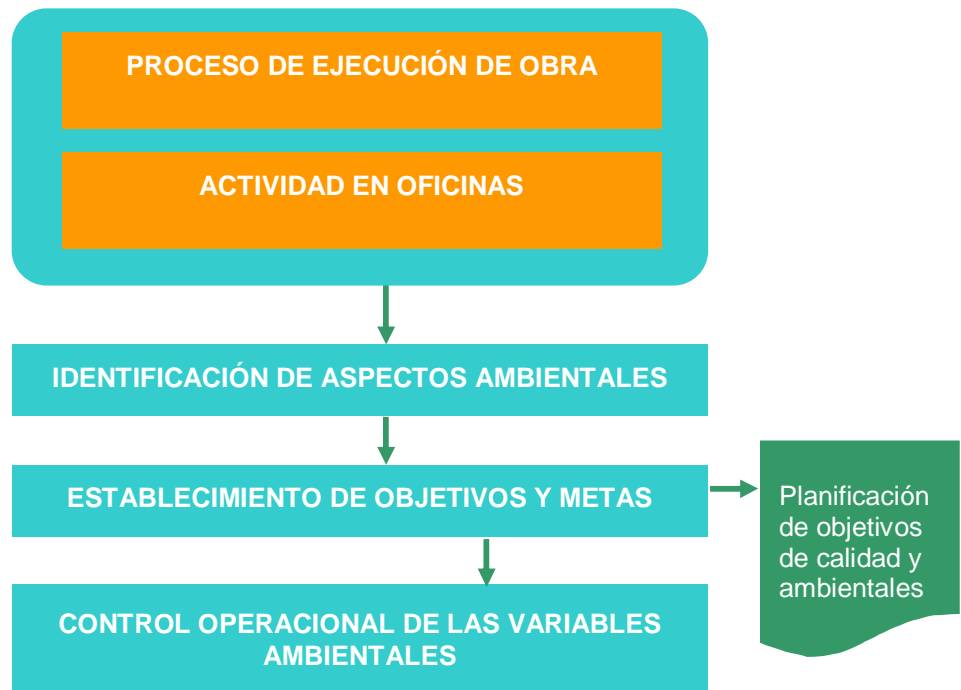 PROCESO DE EJECUCIÓN DE OBRA
ACTIVIDAD EN OFICINAS
IDENTIFICACIÓN DE ASPECTOS AMBIENTALES
ESTABLECIMIENTO DE OBJETIVOS Y METAS
Planificación
de objetivos
de calidad y
ambientales
CONTROL OPERACIONAL DE LAS VARIABLES
AMBIENTALES